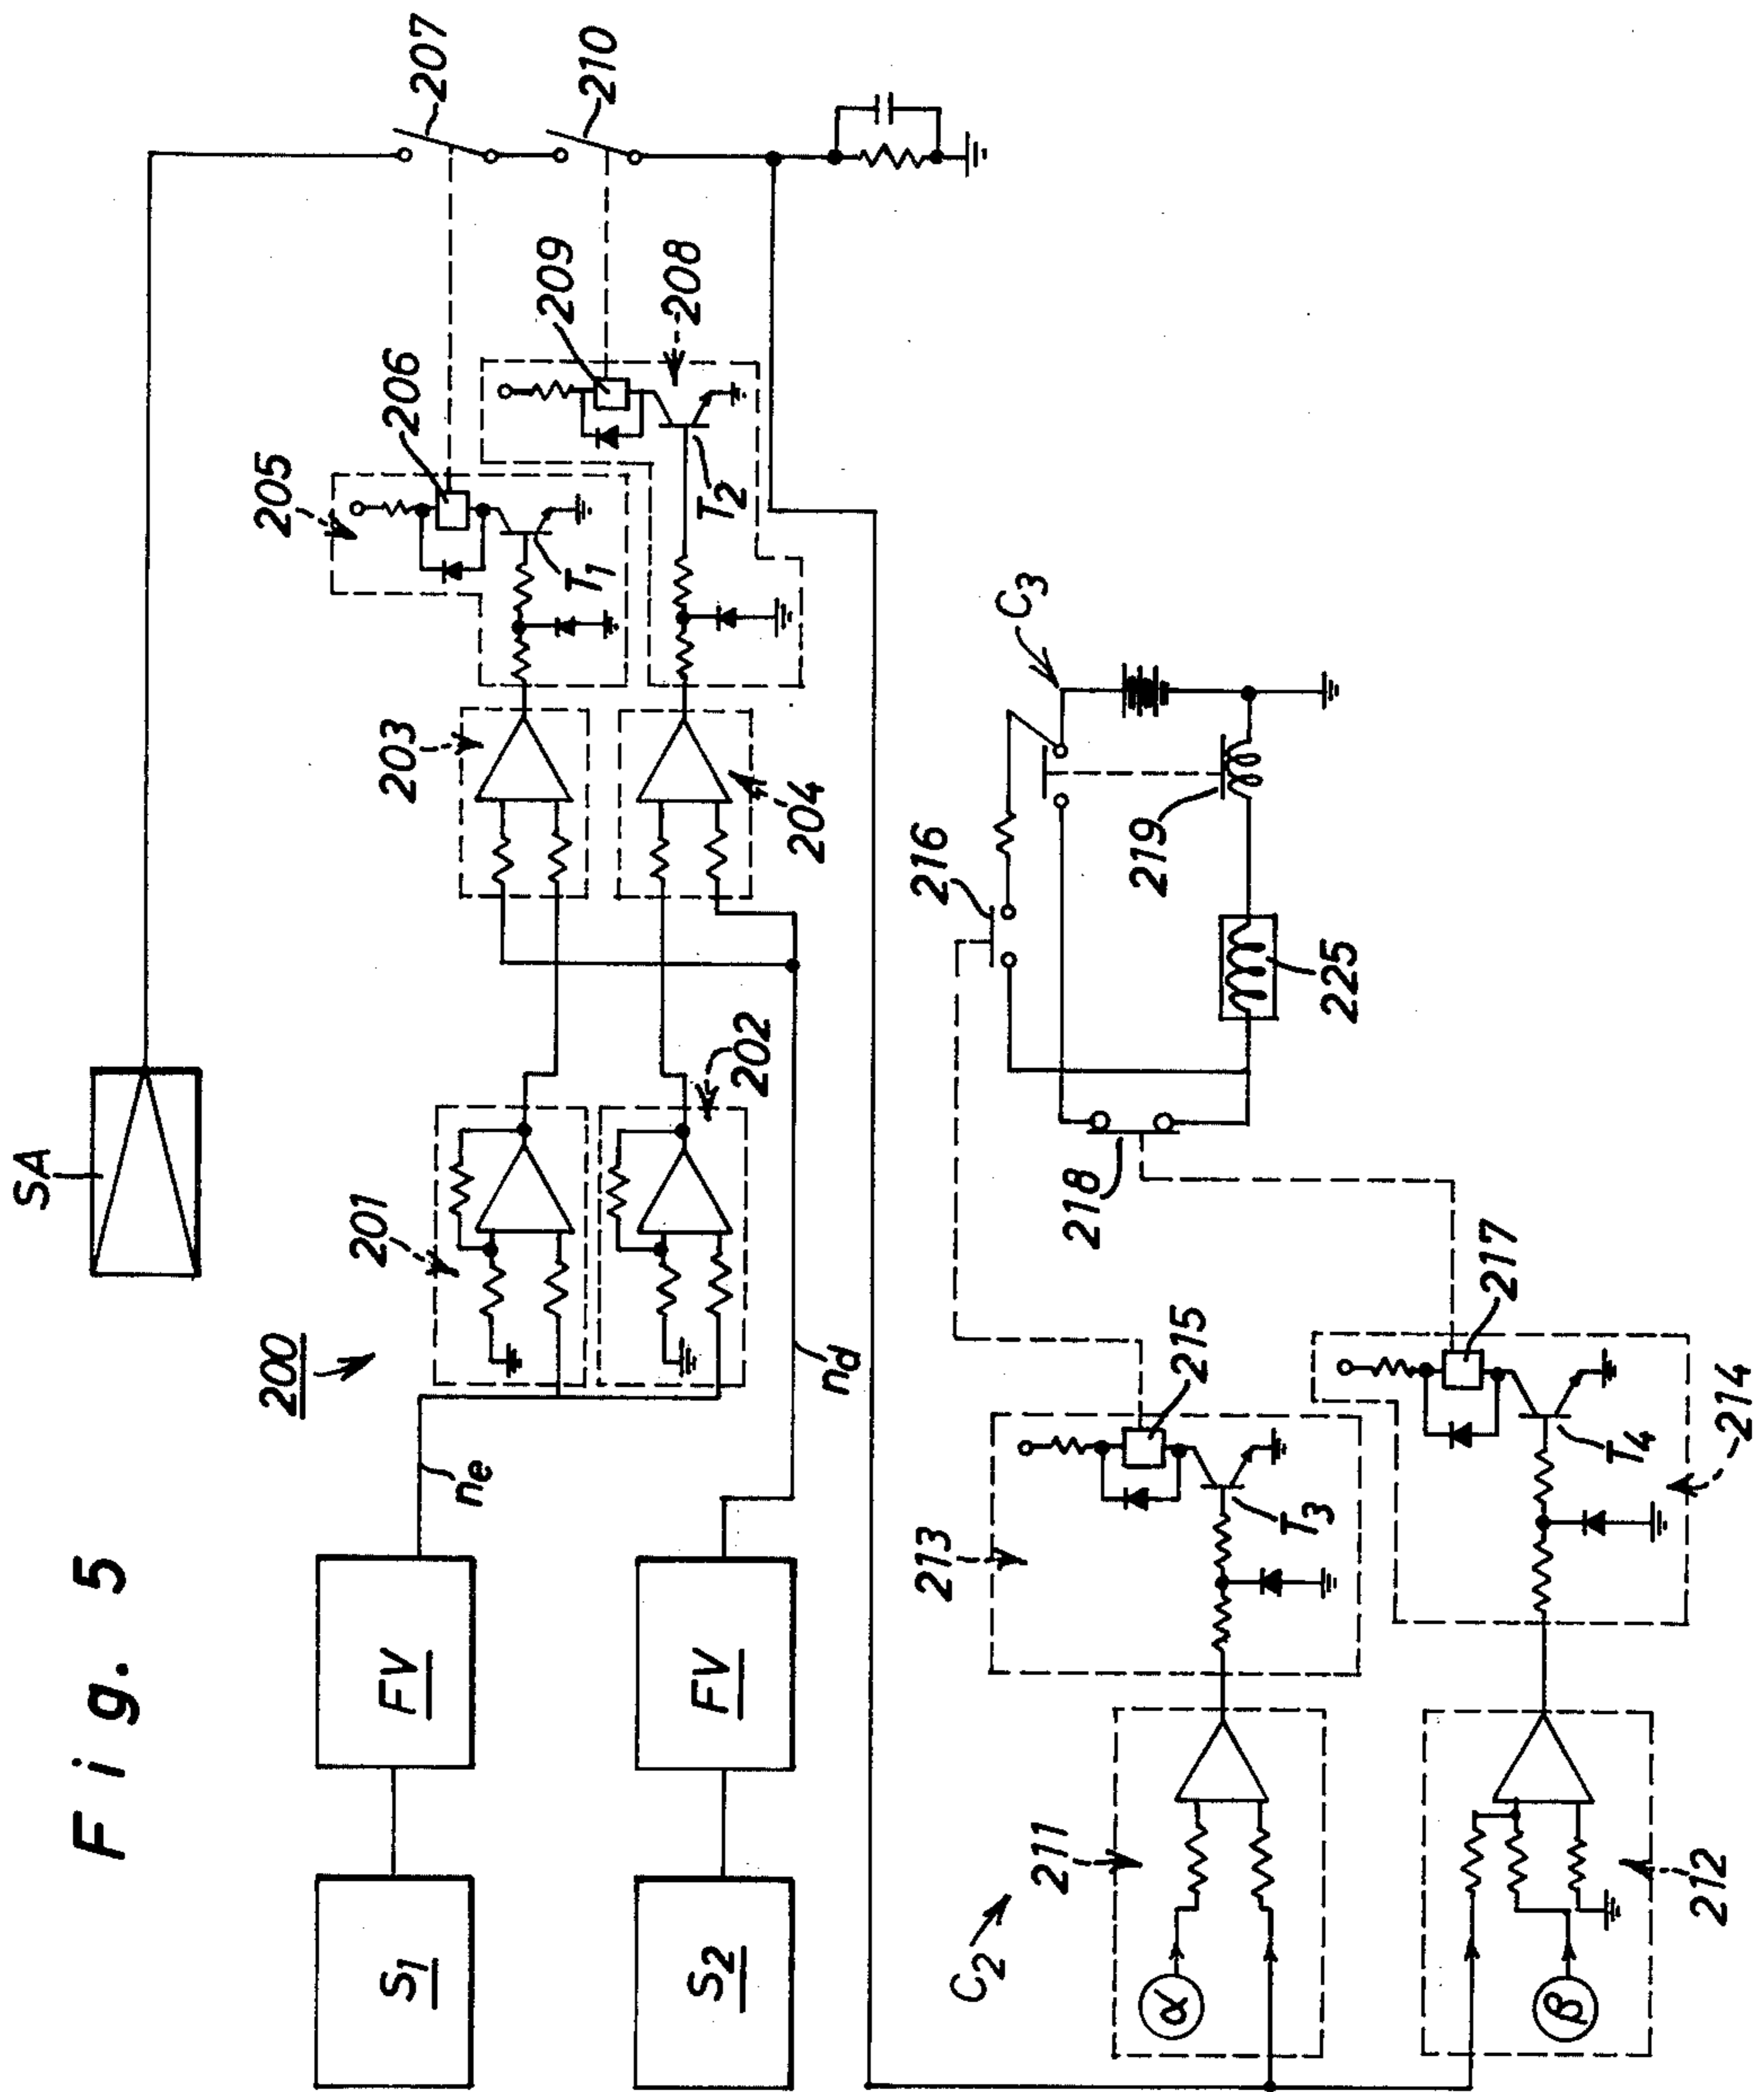 Fig. 5
SA
200
S1
FV
ne
S2
FV
nd
201
202
203
204
205
206
T1
207
208
209
T2
210
C2
211
α
212
β
213
215
T3
214
217
T4
216
218
219
225
C3